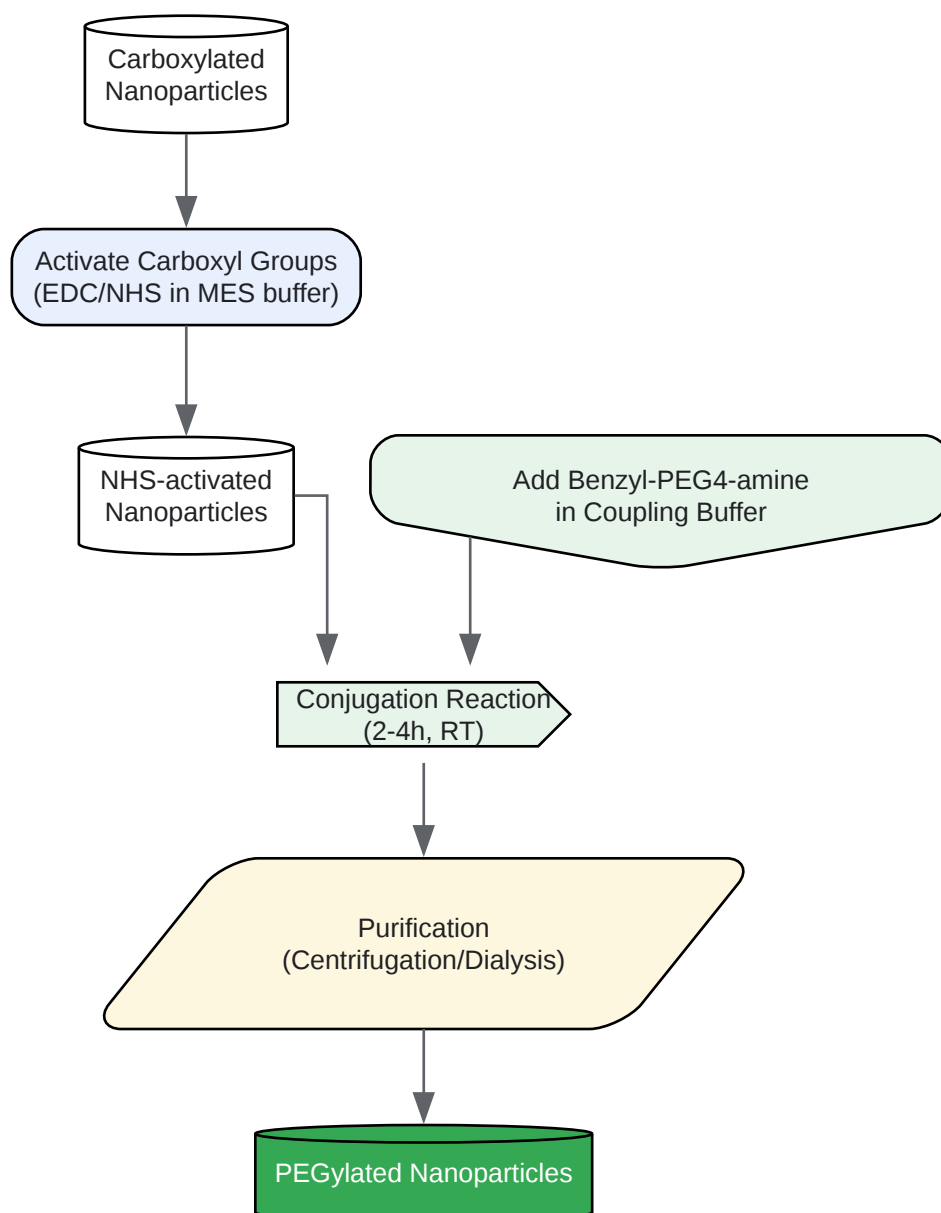 Carboxylated
Nanoparticles
Activate Carboxyl Groups
(EDC/NHS in MES buffer)
NHS-activated
Nanoparticles
Add Benzyl-PEG4-amine
in Coupling Buffer
Conjugation Reaction
(2-4h, RT)
Purification
(Centrifugation/Dialysis)
PEGylated Nanoparticles